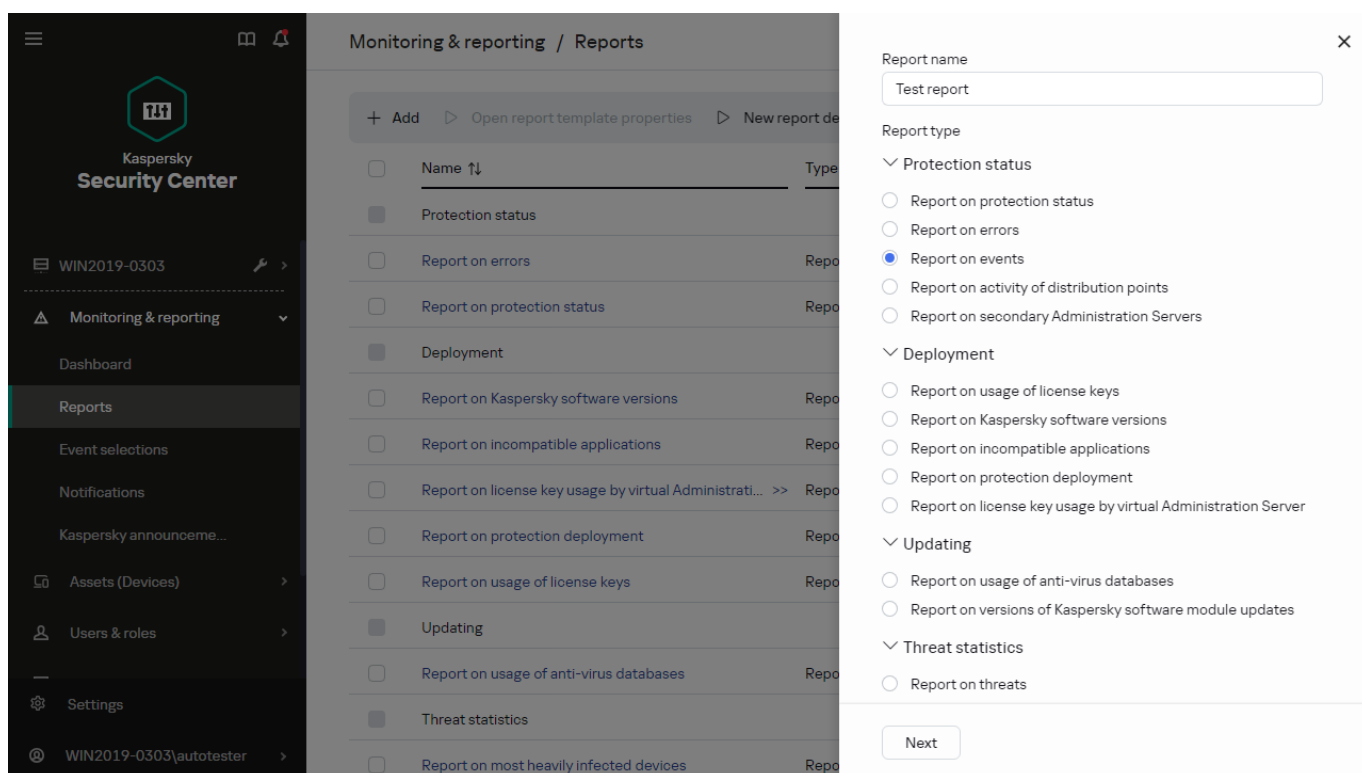 Kaspersky
Security Center
WIN2019-0303
Monitoring & reporting
Dashboard
Reports
Event selections
Notifications
Kaspersky announceme...
Assets (Devices)
Users & roles
Settings
WIN2019-0303\autotester
Monitoring & reporting / Reports
+ Add Open report template properties New report de
Name Type
Protection status
Report on errors Repo
Report on protection status Repo
Deployment
Report on Kaspersky software versions Repo
Report on incompatible applications Repo
Report on license key usage by virtual Administrati... >> Repo
Report on protection deployment Repo
Report on usage of license keys Repo
Updating
Report on usage of anti-virus databases Repo
Threat statistics
Report on most heavily infected devices Repo
Report name
Test report
Report type
Protection status
Report on protection status
Report on errors
Report on events
Report on activity of distribution points
Report on secondary Administration Servers
Deployment
Report on usage of license keys
Report on Kaspersky software versions
Report on incompatible applications
Report on protection deployment
Report on license key usage by virtual Administration Server
Updating
Report on usage of anti-virus databases
Report on versions of Kaspersky software module updates
Threat statistics
Report on threats
Next